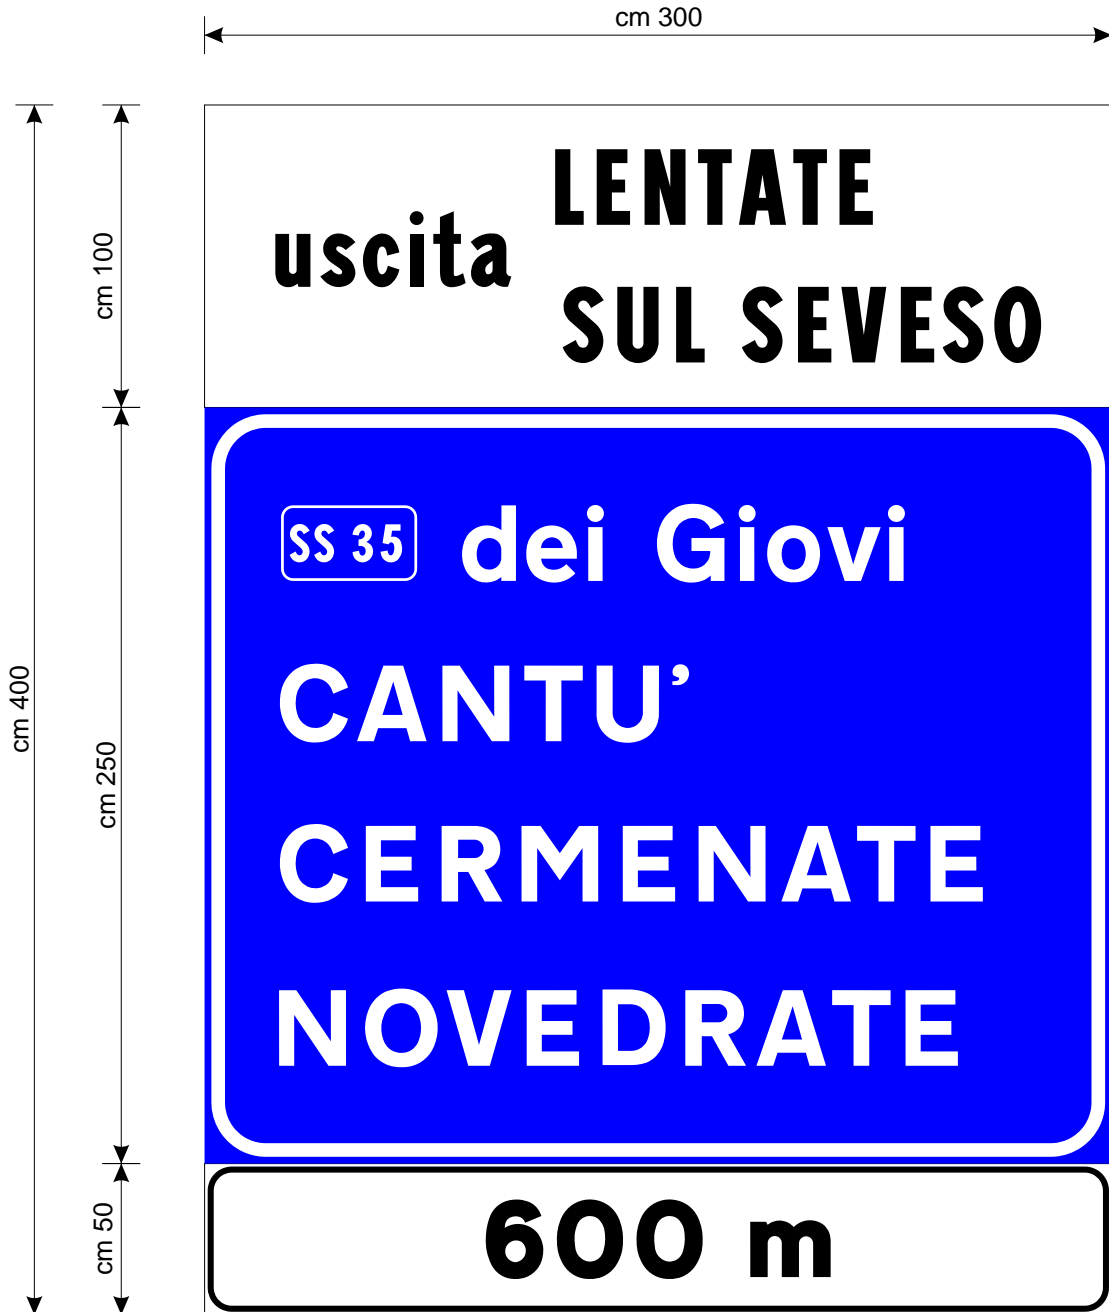 cm 300
cm 400
cm 100
LENTATE
uscita
SUL SEVESO
cm 250
SS 35 dei Giovi
CANTU’
CERMENATE
NOVEDRATE
cm 50
600 m